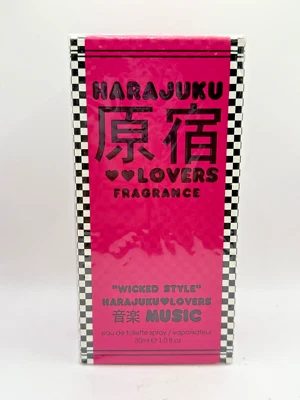 HARAJUKU
原宿
♥♥LOVERS
FRAGRANCE
"WICKED STYLE"
HARAJUKU♥LOVERS
音楽 MUSIC
eau de toilette spray / vaporisateur
30ml e 1.0 fl oz